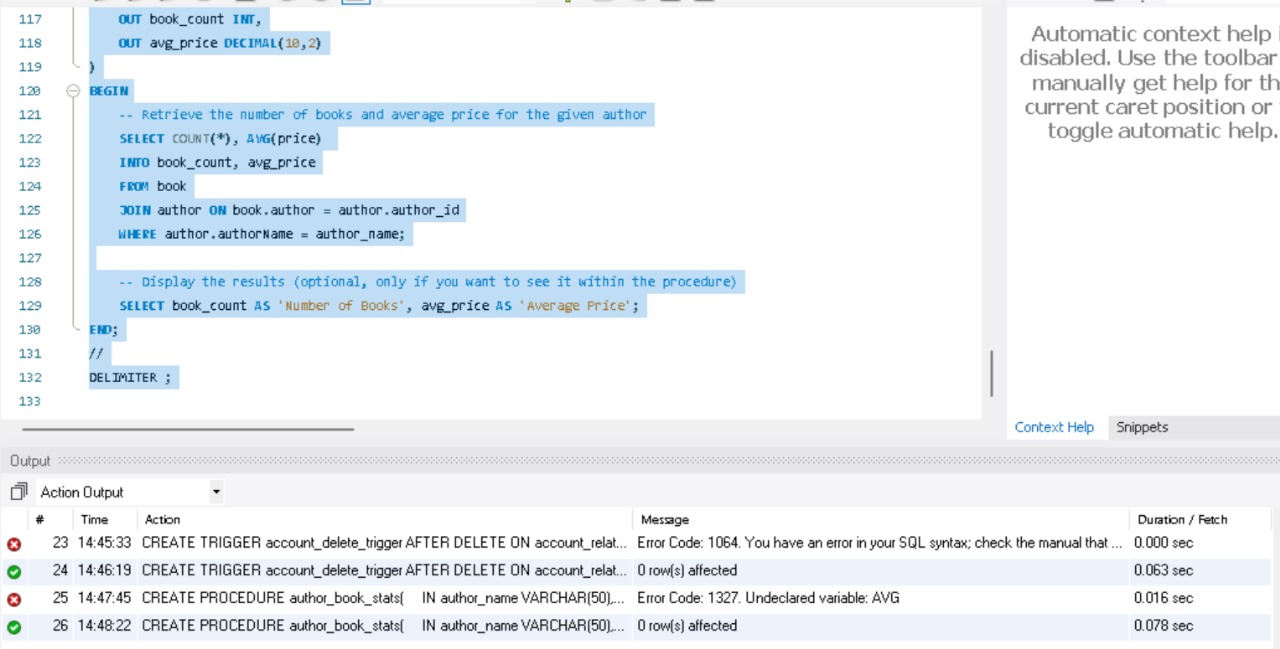 117 OUT book_count INT,
118 OUT avg_price DECIMAL(10,2)
119 )
120 BEGIN
121 -- Retrieve the number of books and average price for the given author
122 SELECT COUNT(*), AVG(price)
123 INTO book_count, avg_price
124 FROM book
125 JOIN author ON book.author = author.author_id
126 WHERE author.authorName = author_name;
127
128 -- Display the results (optional, only if you want to see it within the procedure)
129 SELECT book_count AS 'Number of Books', avg_price AS 'Average Price';
130 END;
131 //
132 DELIMITER ;
133
Automatic context help
disabled. Use the toolbar
manually get help for
current caret position or
toggle automatic help.
Context Help Snippets
Output
Action Output
# Time Action Message Duration / Fetch
23 14:45:33 CREATE TRIGGER account_delete_trigger AFTER DELETE ON account_relat... Error Code: 1064. You have an error in your SQL syntax; check the manual that ... 0.000 sec
24 14:46:19 CREATE TRIGGER account_delete_trigger AFTER DELETE ON account_relat... 0 row(s) affected 0.063 sec
25 14:47:45 CREATE PROCEDURE author_book_stats( IN author_name VARCHAR(50),... Error Code: 1327. Undeclared variable: AVG 0.016 sec
26 14:48:22 CREATE PROCEDURE author_book_stats( IN author_name VARCHAR(50),... 0 row(s) affected 0.078 sec